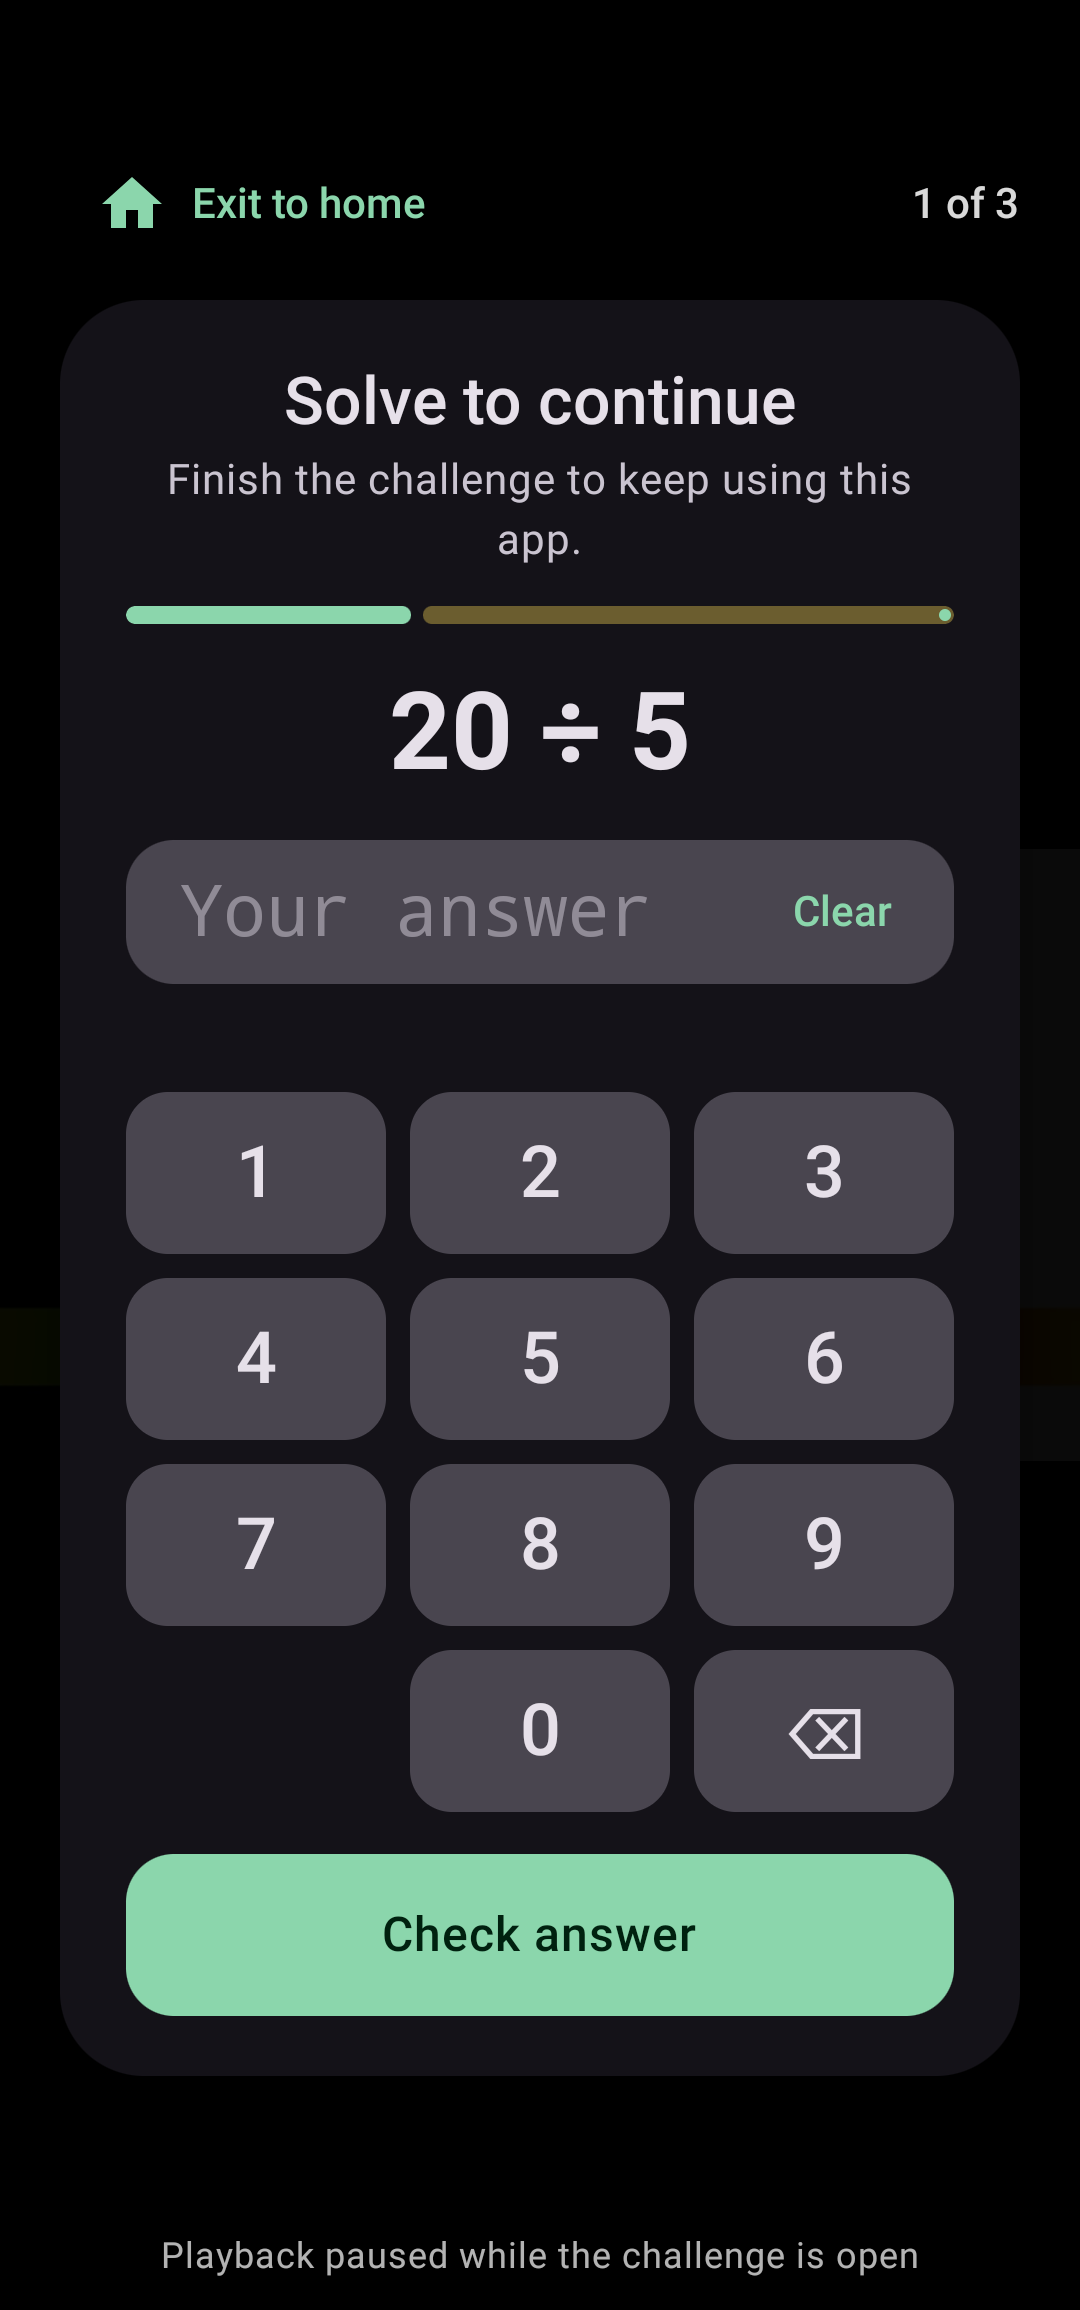 Exit to home
1 of 3
Solve to continue
Finish the challenge to keep using this
app.
20 ÷ 5
Your answer
Clear
1 2 3
4 5 6
7 8 9
0
Check answer
Playback paused while the challenge is open